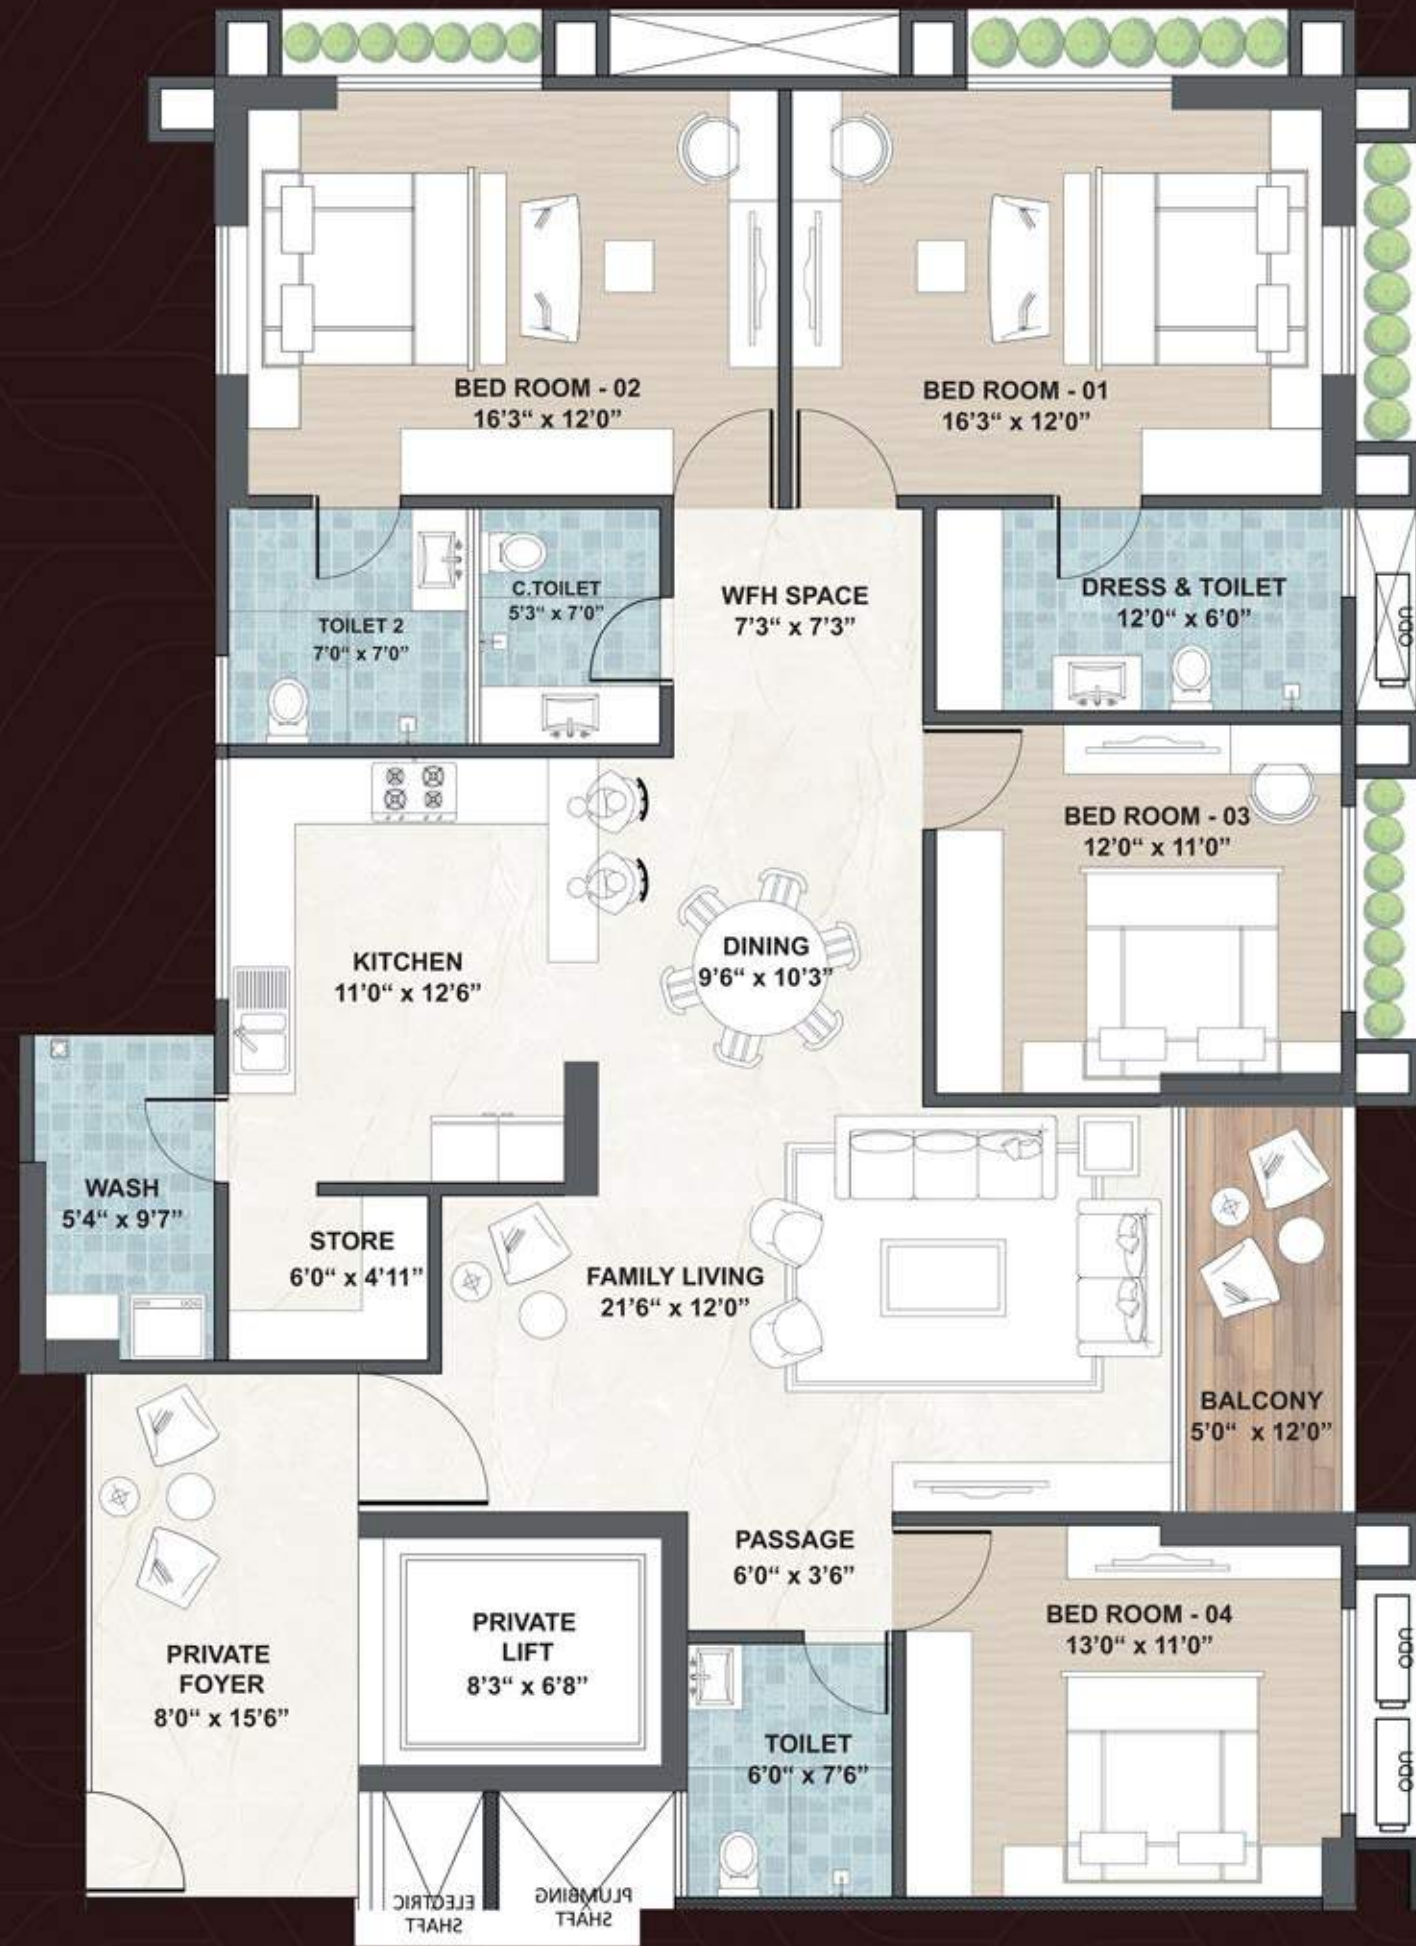 BED ROOM - 02
16'3“ x 12’0”
BED ROOM - 01
16'3“ x 12’0”
C.TOILET
5'3“ x 7’0”
TOILET 2
7’0“ x 7’0”
WFH SPACE
7’3“ x 7’3”
DRESS & TOILET
12’0“ x 6’0”
ODU
BED ROOM - 03
12’0“ x 11’0”
KITCHEN
11’0“ x 12’6”
DINING
9’6“ x 10’3”
WASH
5’4“ x 9’7”
STORE
6’0“ x 4’11”
FAMILY LIVING
21’6“ x 12’0”
BALCONY
5’0“ x 12’0”
PASSAGE
6’0“ x 3’6”
PRIVATE
LIFT
8’3“ x 6’8”
BED ROOM - 04
13’0“ x 11’0”
ODU
PRIVATE
FOYER
8’0“ x 15’6”
TOILET
6’0“ x 7’6”
ODU
ELECTRIC
SHAFT
PLUMBING
SHAFT